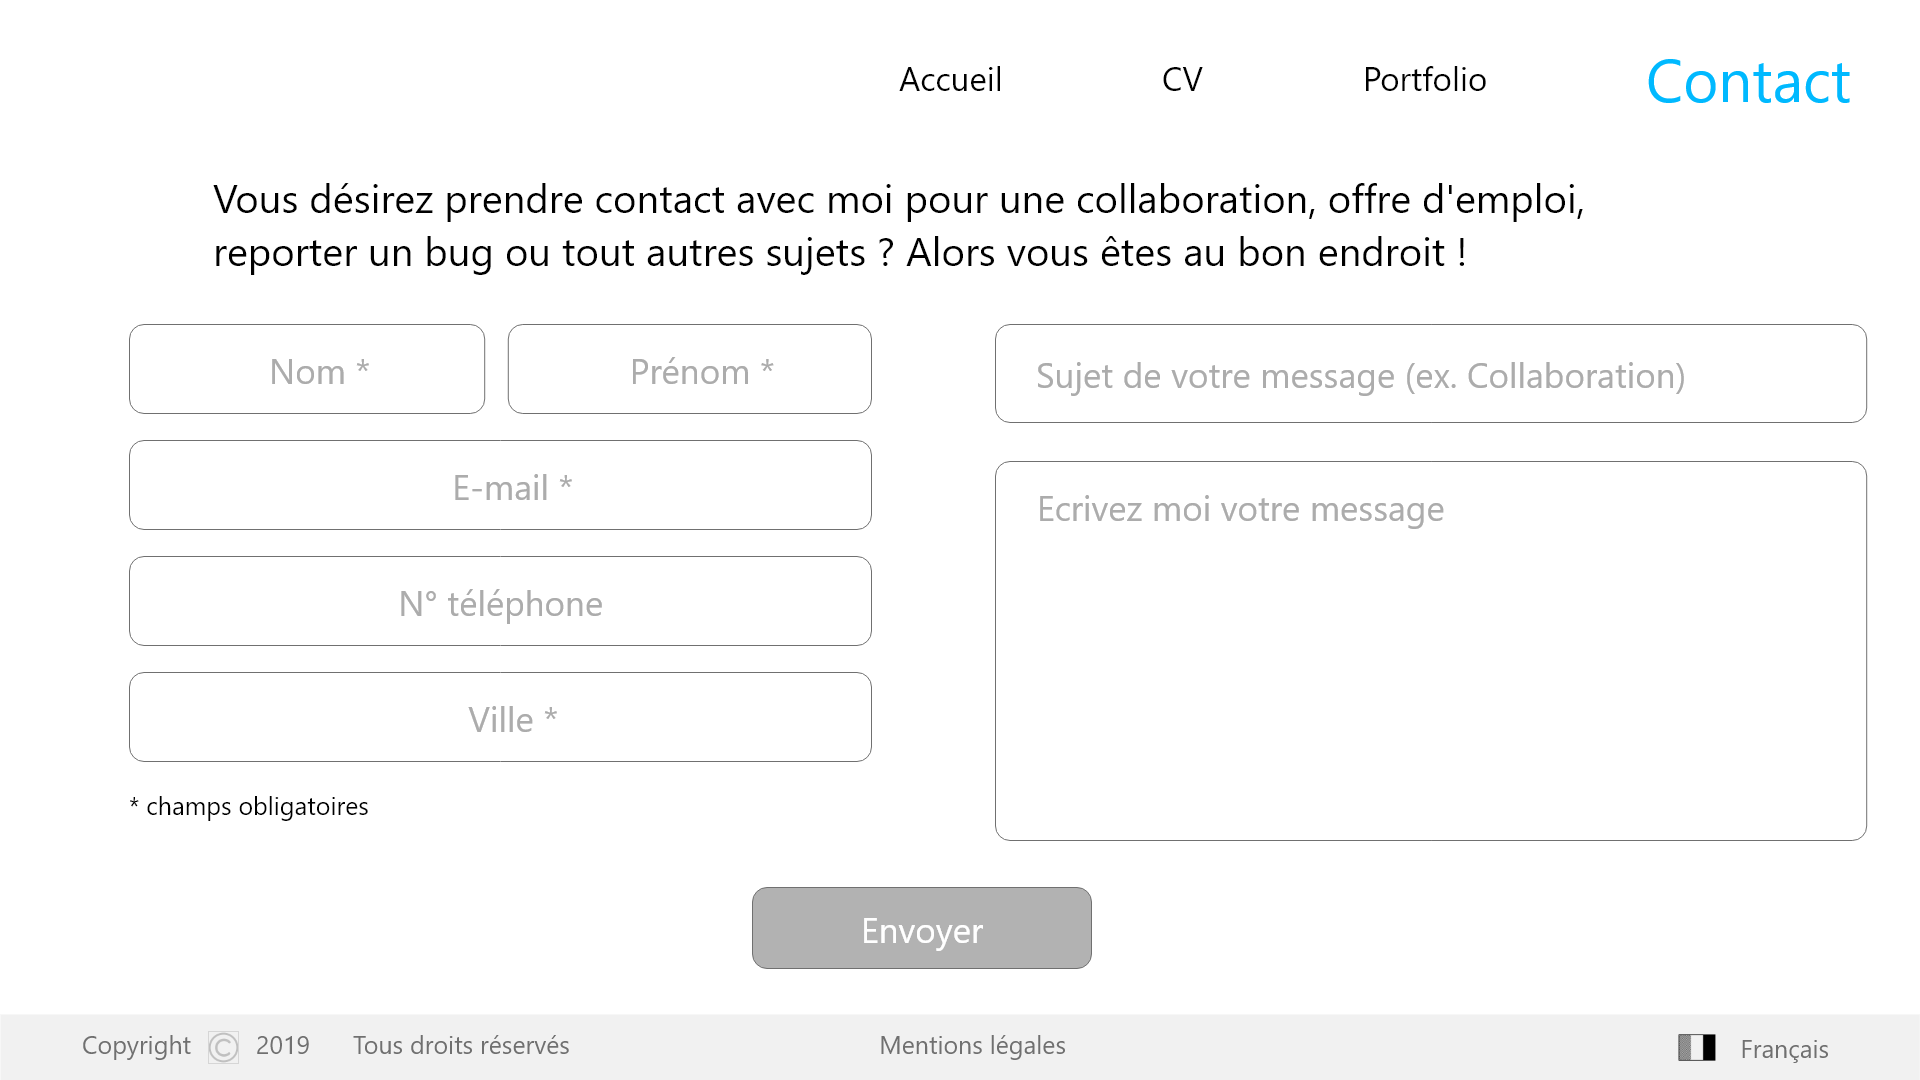 Accueil CV Portfolio Contact
Vous désirez prendre contact avec moi pour une collaboration, offre d'emploi,
reporter un bug ou tout autres sujets ? Alors vous êtes au bon endroit !
Nom * Prénom *
E-mail *
N° téléphone
Ville *
* champs obligatoires
Sujet de votre message (ex. Collaboration)
Ecrivez moi votre message
Envoyer
Copyright © 2019 Tous droits réservés Mentions légales Français